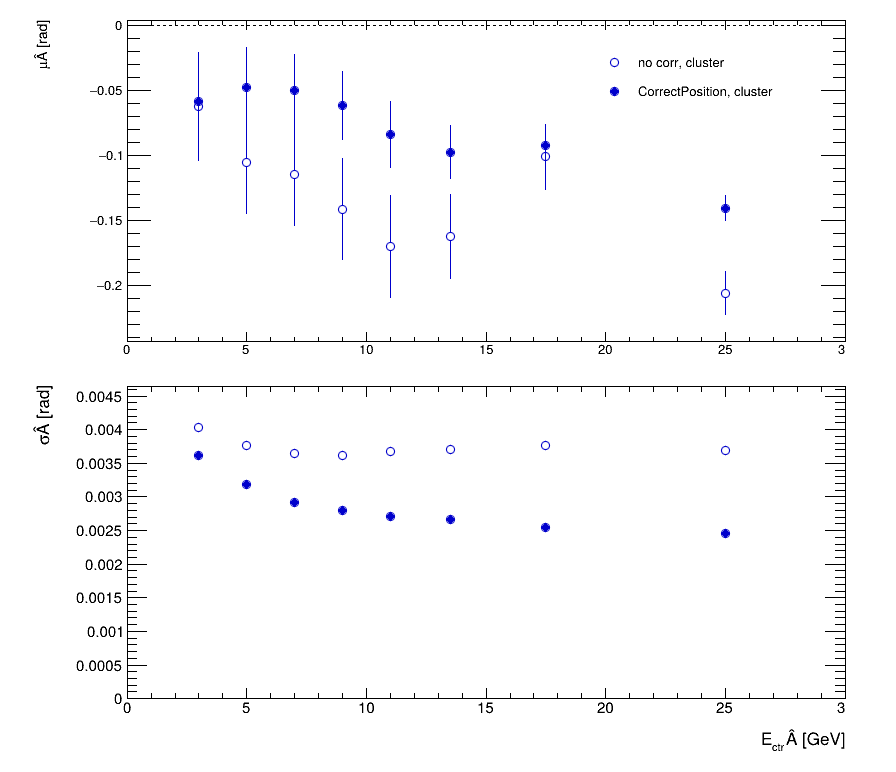 μÂ [rad]
0
−0.05
−0.1
−0.15
−0.2
no corr, cluster
CorrectPosition, cluster
0 5 10 15 20 25 3
σÂ [rad]
0.0045
0.004
0.0035
0.003
0.0025
0.002
0.0015
0.001
0.0005
0
0 5 10 15 20 25 3
E_ctr Â [GeV]